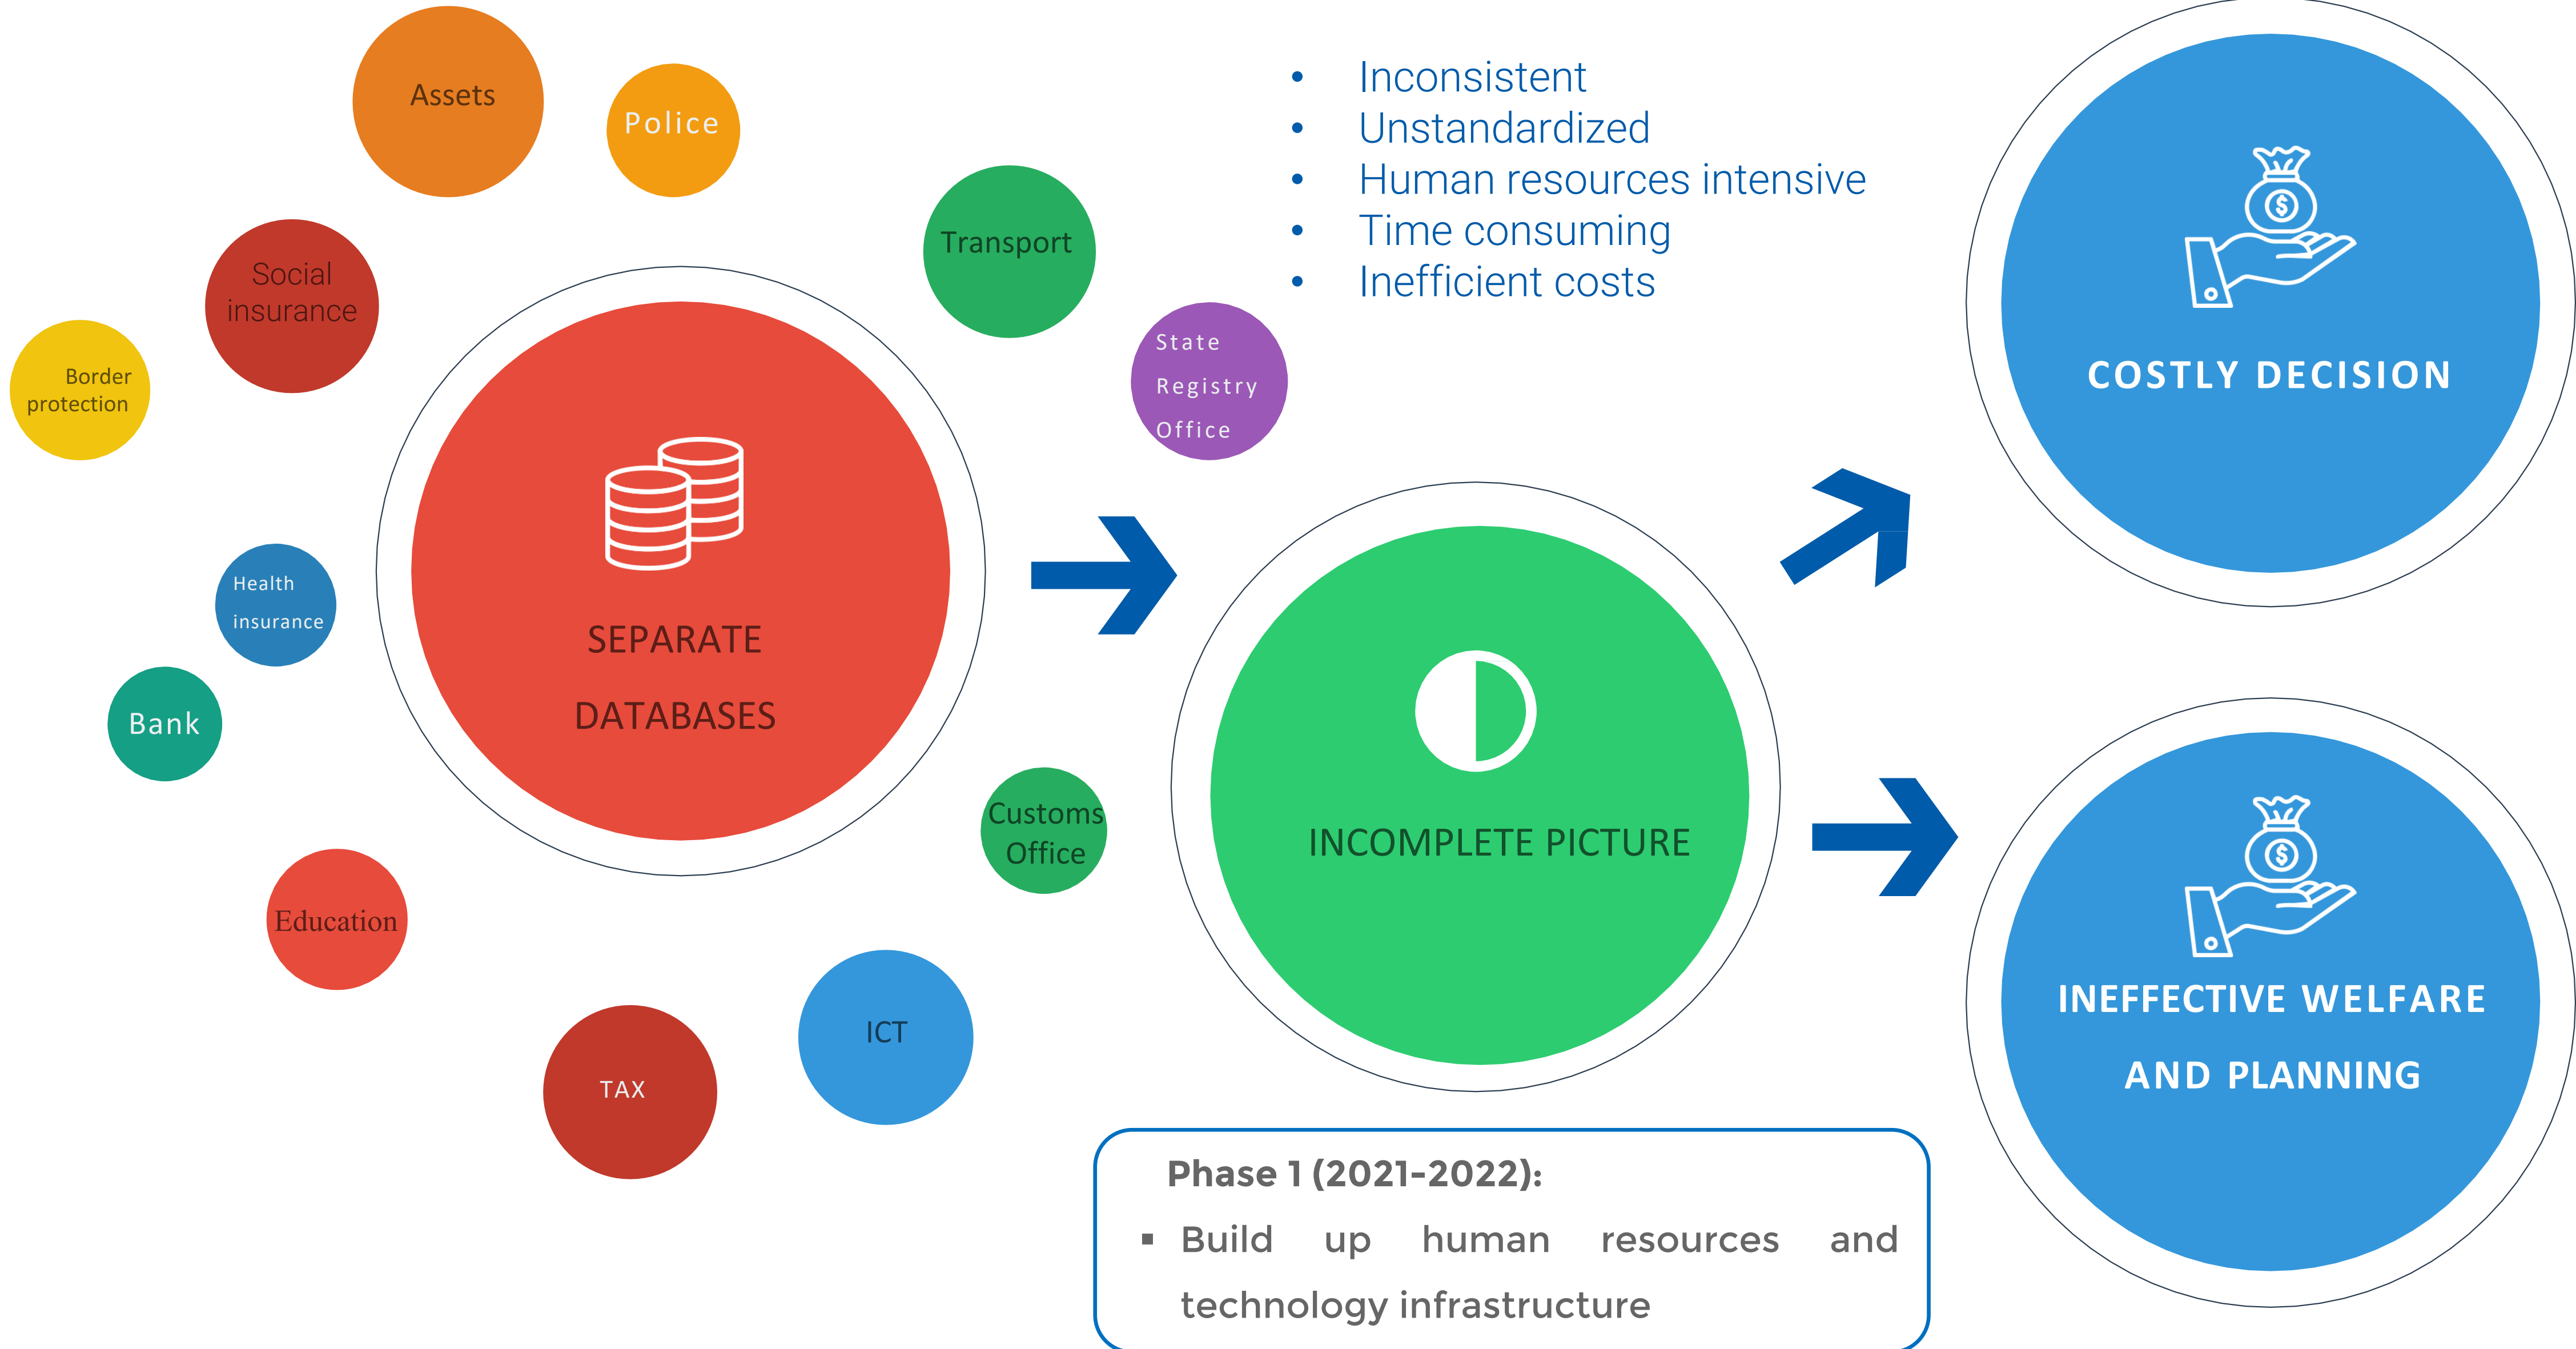 Assets
Police
Transport
Social
insurance
Border
protection
State
Registry
Office
Health
insurance
Bank
SEPARATE
DATABASES
Customs
Office
Education
ICT
TAX
• Inconsistent
• Unstandardized
• Human resources intensive
• Time consuming
• Inefficient costs
INCOMPLETE PICTURE
$
COSTLY DECISION
$
INEFFECTIVE WELFARE
AND PLANNING
Phase 1 (2021-2022):
▪ Build up human resources and
technology infrastructure